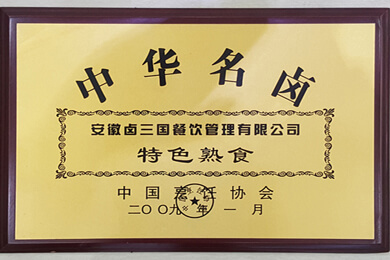 中华名卤
安徽卤三国餐饮管理有限公司
特色熟食
中国烹饪协会
二〇〇九年一月